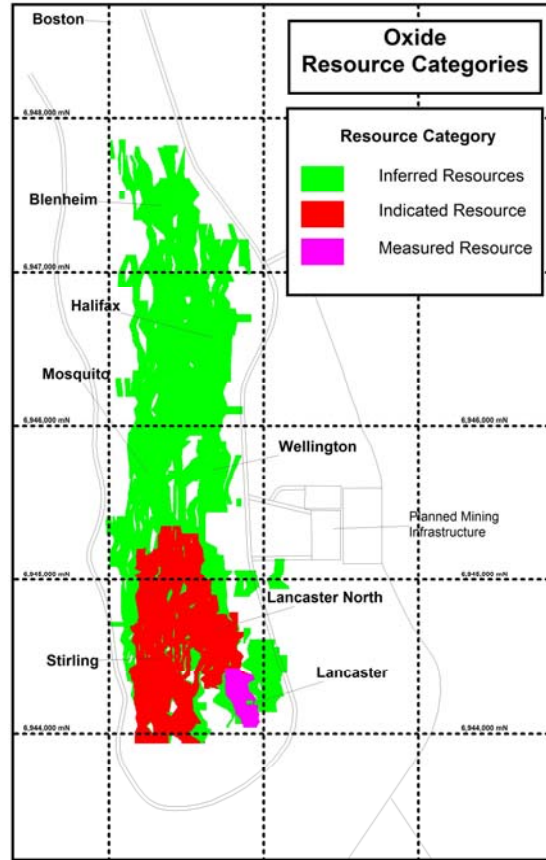 Boston
Oxide
Resource Categories
6,948,000 mN
Resource Category
Inferred Resources
Indicated Resource
Measured Resource
Blenheim
6,947,000 mN
Halifax
Mosquito
6,946,000 mN
6,946,000 mN
Wellington
Planned Mining
Infrastructure
6,945,000 mN
6,945,000 mN
Lancaster North
Stirling
Lancaster
6,944,000 mN
6,944,000 mN